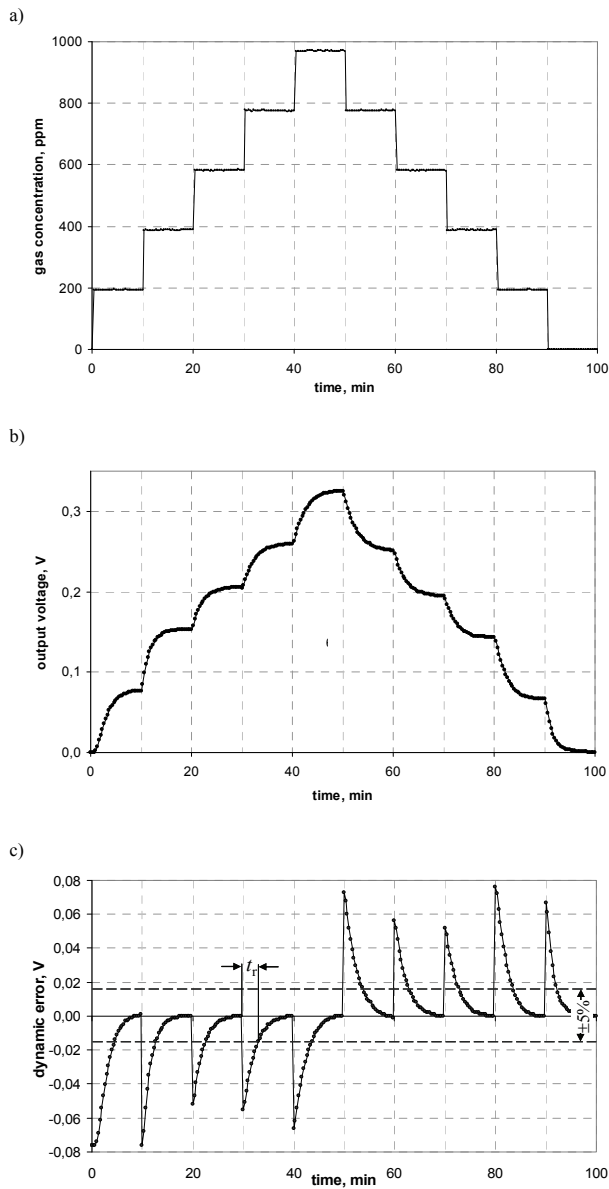 a)
1000
800
600
400
200
0
gas concentration, ppm
0 20 40 60 80 100
time, min
b)
0,3
0,2
0,1
0,0
output voltage, V
0 20 40 60 80 100
time, min
c)
0,08
0,06
0,04
0,02
0,00
-0,02
-0,04
-0,06
-0,08
dynamic error, V
tr
±5%
0 20 40 60 80 100
time, min